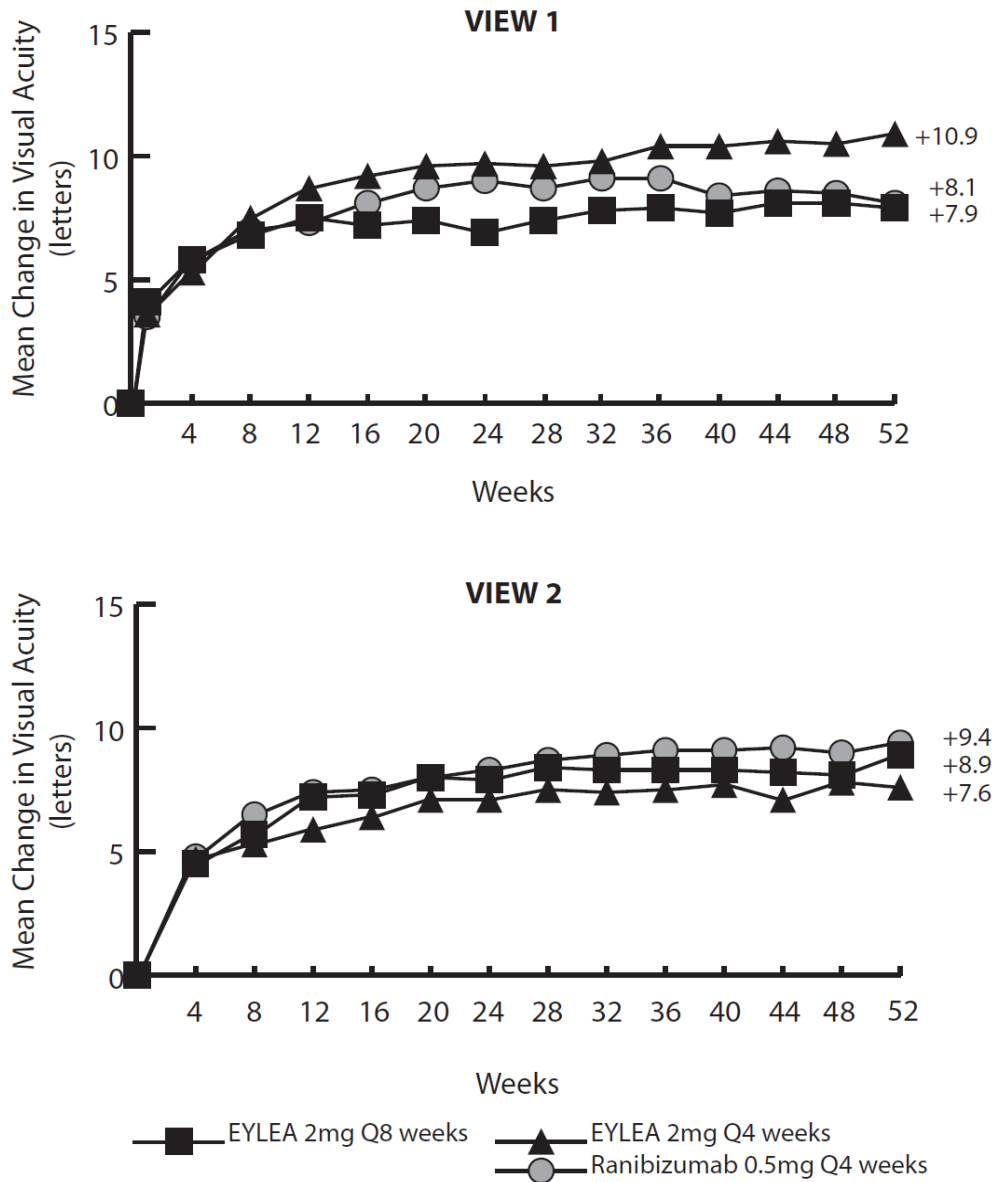 VIEW 1
Mean Change in Visual Acuity
(letters)
15
10
5
0
+10.9
+8.1
+7.9
4 8 12 16 20 24 28 32 36 40 44 48 52
Weeks
VIEW 2
Mean Change in Visual Acuity
(letters)
15
10
5
0
+9.4
+8.9
+7.6
4 8 12 16 20 24 28 32 36 40 44 48 52
Weeks
EYLEA 2mg Q8 weeks
EYLEA 2mg Q4 weeks
Ranibizumab 0.5mg Q4 weeks